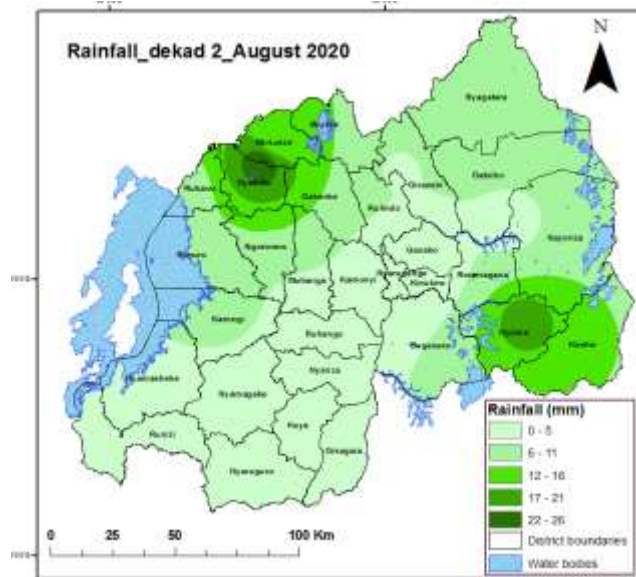 Rainfall_dekad 2_August 2020
N
Nyagatare
Musanze
Burera
Gatsibo
Nyabihu
Rubavu
Gakenke
Gicumbi
Rulindo
Kayonza
Ngororero
Rutsiro
Gasabo
Rwamagana
Nyarugenge
Kicukiro
Muhanga
Kamonyi
Karongi
Ruhango
Bugesera
Ngoma
Kirehe
Nyanza
Nyamasheke
Nyamagabe
Huye
Rusizi
Gisagara
Nyaruguru
Rainfall (mm)
0 - 5
6 - 11
12 - 16
17 - 21
22 - 26
District boundaries
Water bodies
0 25 50 100 Km